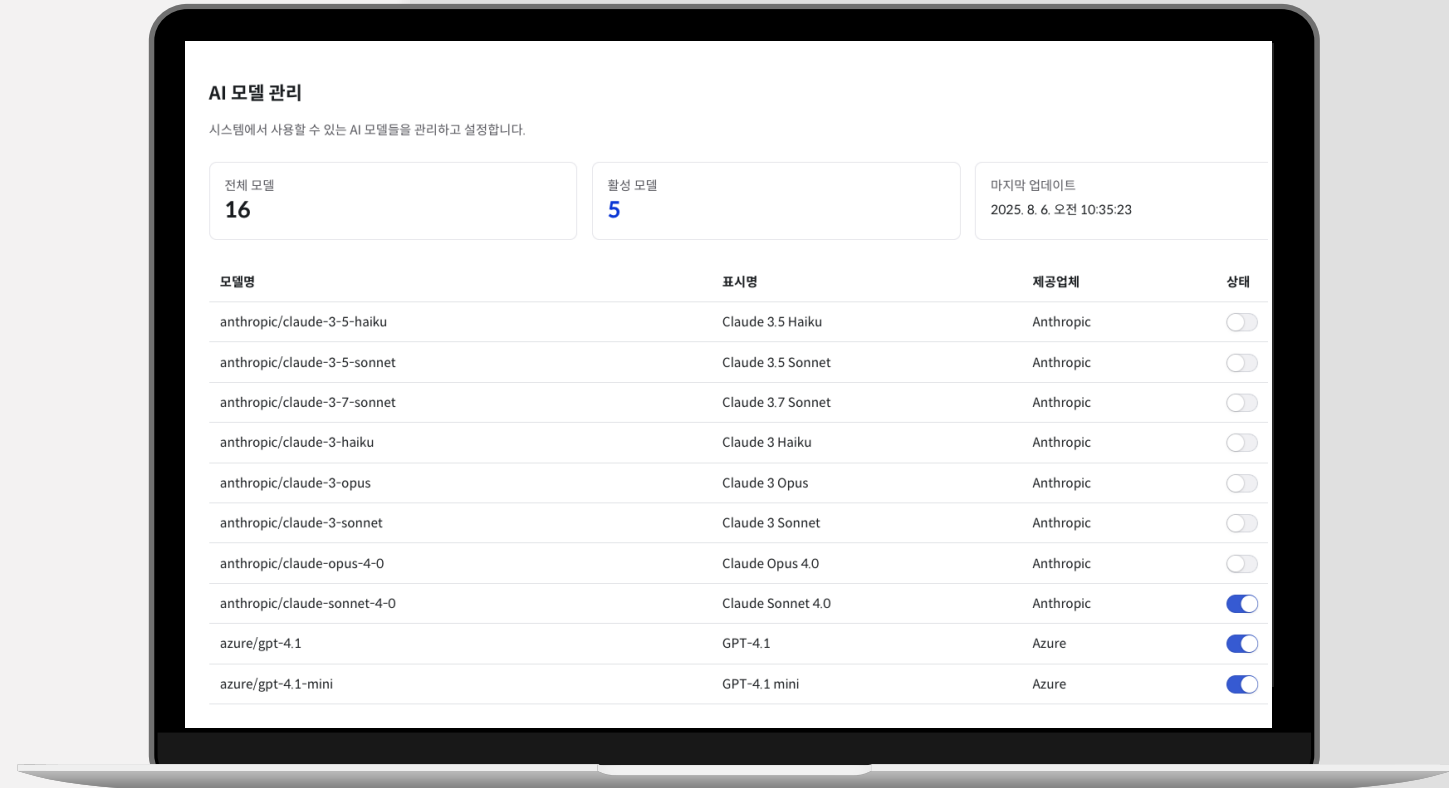 AI 모델 관리
시스템에서 사용할 수 있는 AI 모델들을 관리하고 설정합니다.
전체 모델
16
활성 모델
5
마지막 업데이트
2025. 8. 6. 오전 10:35:23
모델명 표시명 제공업체 상태
anthropic/claude-3-5-haiku Claude 3.5 Haiku Anthropic
anthropic/claude-3-5-sonnet Claude 3.5 Sonnet Anthropic
anthropic/claude-3-7-sonnet Claude 3.7 Sonnet Anthropic
anthropic/claude-3-haiku Claude 3 Haiku Anthropic
anthropic/claude-3-opus Claude 3 Opus Anthropic
anthropic/claude-3-sonnet Claude 3 Sonnet Anthropic
anthropic/claude-opus-4-0 Claude Opus 4.0 Anthropic
anthropic/claude-sonnet-4-0 Claude Sonnet 4.0 Anthropic
azure/gpt-4.1 GPT-4.1 Azure
azure/gpt-4.1-mini GPT-4.1 mini Azure